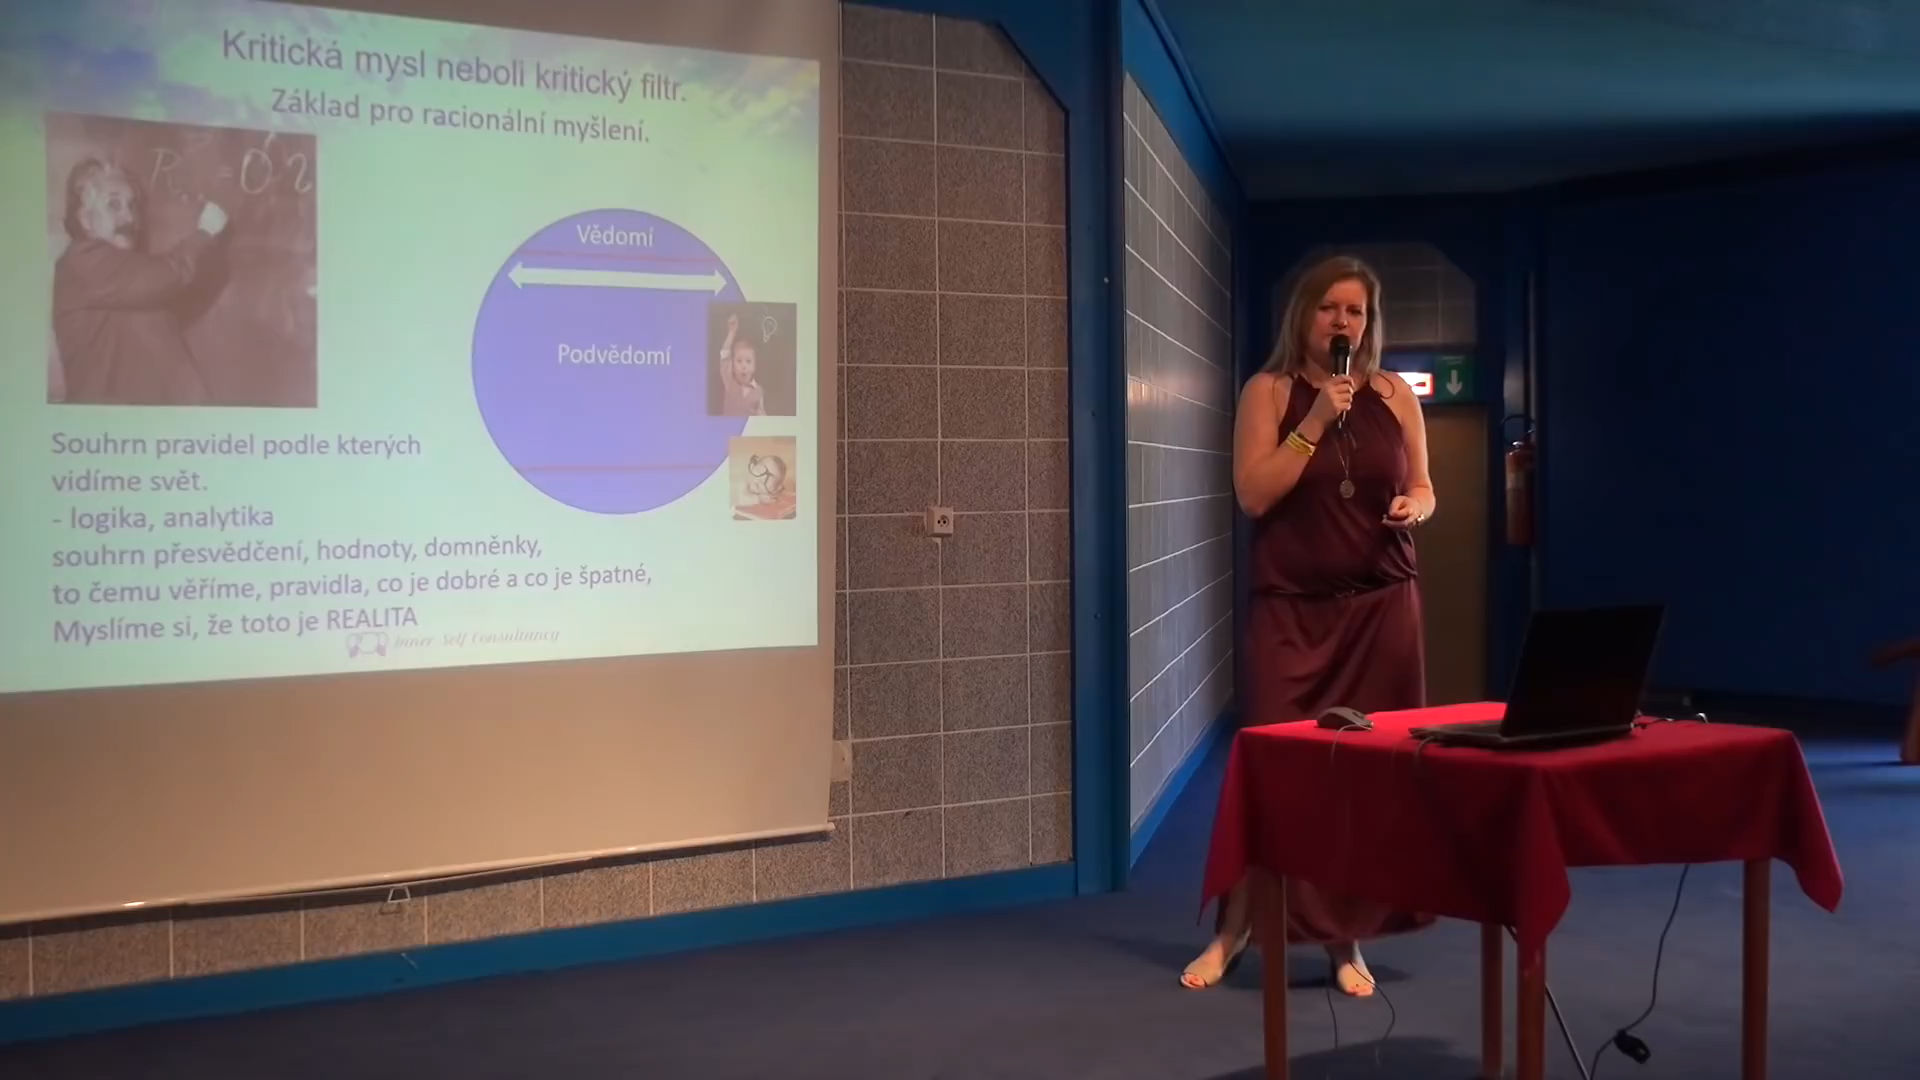 Kritická mysl neboli kritický filtr.
Základ pro racionální myšlení.
R = 0
Vědomí
Podvědomí
Souhrn pravidel podle kterých
vidíme svět.
- logika, analytika
souhrn přesvědčení, hodnoty, domněnky,
to čemu věříme, pravidla, co je dobré a co je špatné,
Myslíme si, že toto je REALITA
Inner Self Consultancy